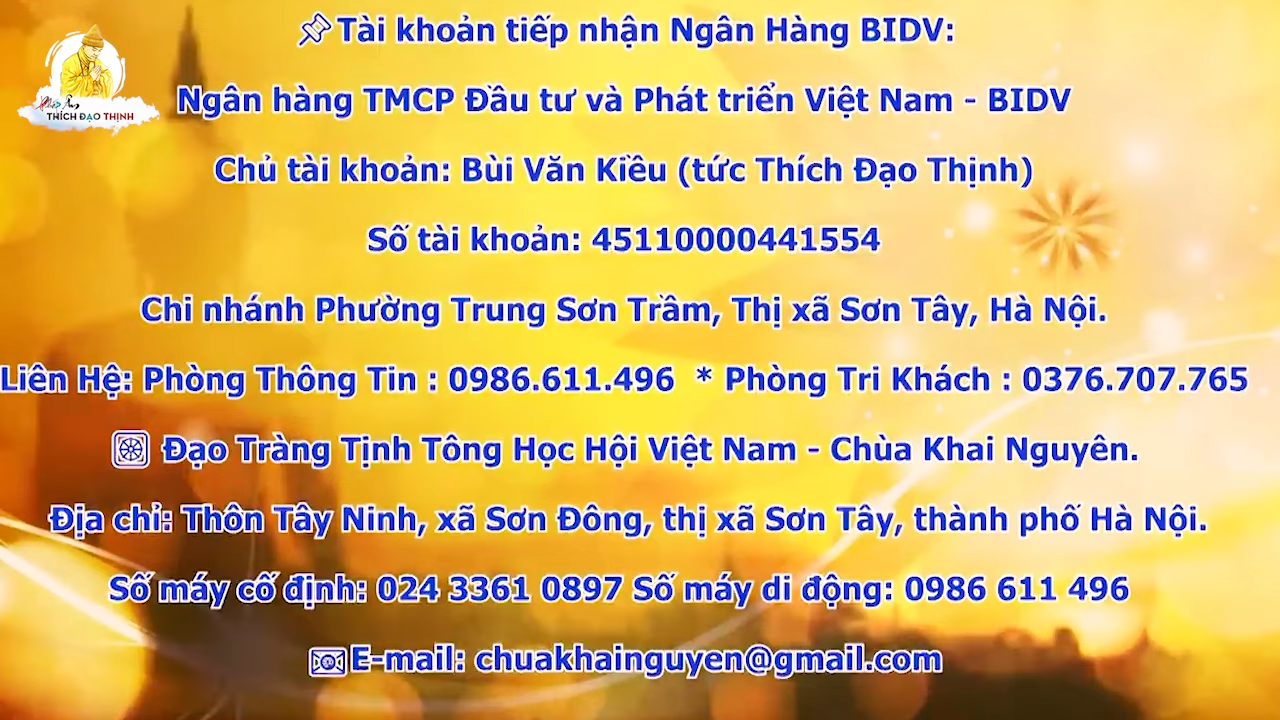 Tài khoản tiếp nhận Ngân Hàng BIDV:
Ngân hàng TMCP Đầu tư và Phát triển Việt Nam - BIDV
Chủ tài khoản: Bùi Văn Kiều (tức Thích Đạo Thịnh)
Số tài khoản: 45110000441554
Chi nhánh Phường Trung Sơn Trầm, Thị xã Sơn Tây, Hà Nội.
Liên Hệ: Phòng Thông Tin : 0986.611.496 * Phòng Tri Khách : 0376.707.765
Đạo Tràng Tịnh Tông Học Hội Việt Nam - Chùa Khai Nguyên.
Địa chỉ: Thôn Tây Ninh, xã Sơn Đông, thị xã Sơn Tây, thành phố Hà Nội.
Số máy cố định: 024 3361 0897 Số máy di động: 0986 611 496
E-mail: chuakhainguyen@gmail.com
Pháp Âm
THÍCH ĐẠO THỊNH